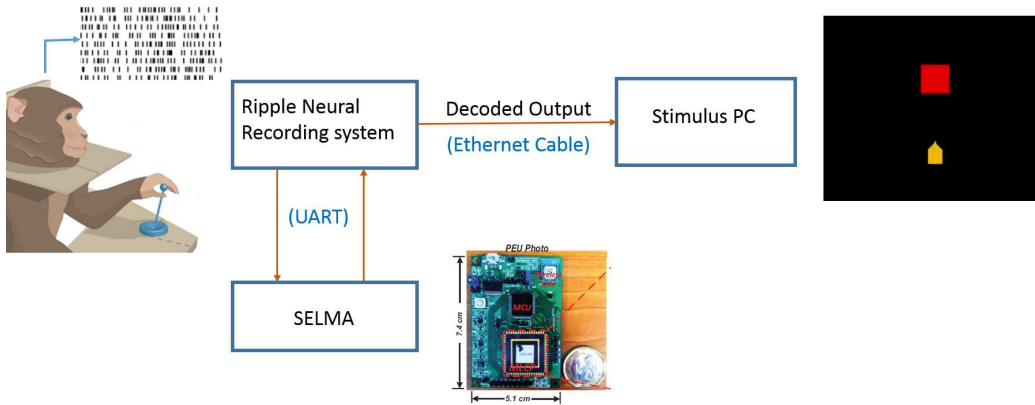 Ripple Neural
Recording system
Decoded Output
(Ethernet Cable)
Stimulus PC
(UART)
SELMA
PEU Photo
MCU
MLCP
7.4 cm
5.1 cm